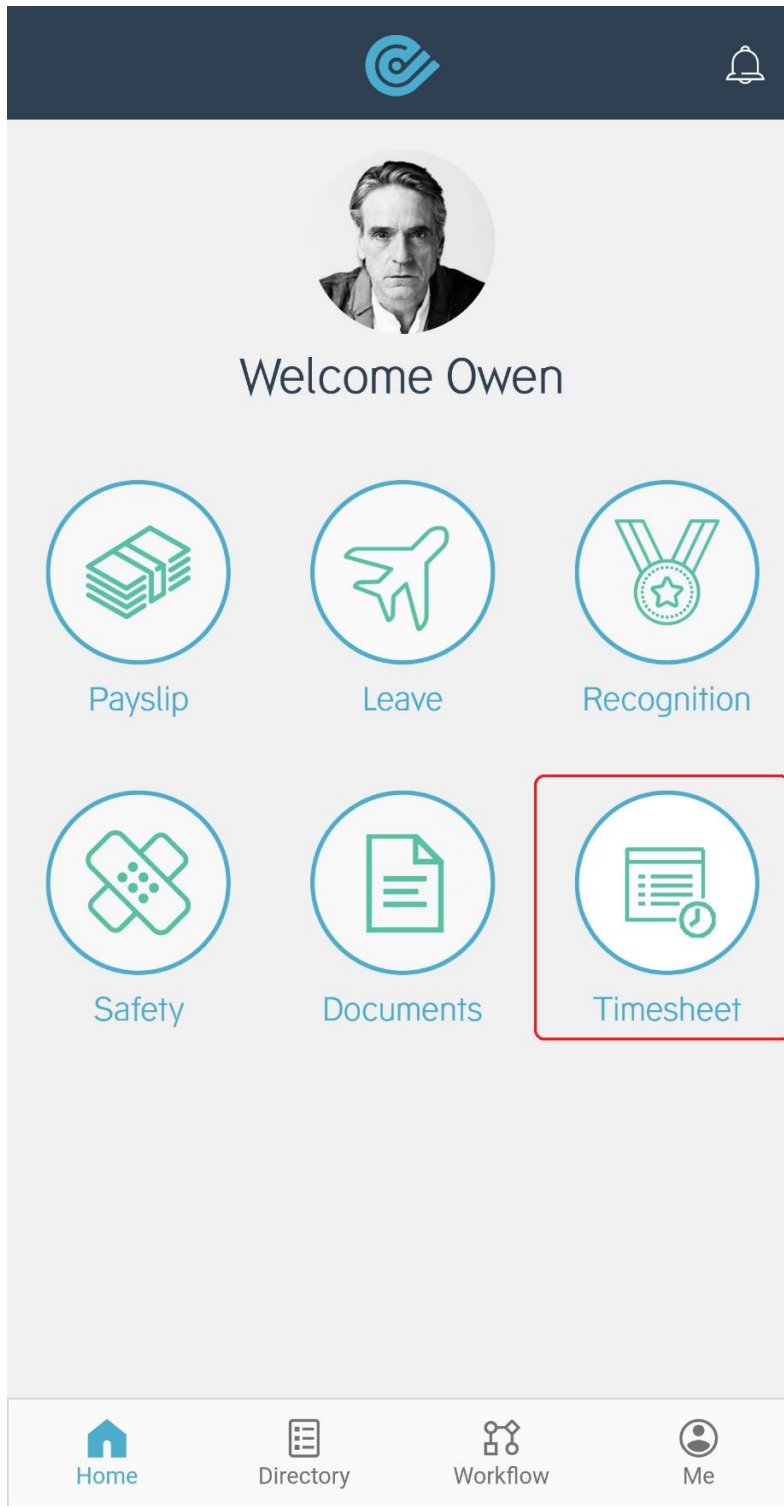 Welcome Owen
Payslip Leave Recognition
Safety Documents Timesheet
Home Directory Workflow Me